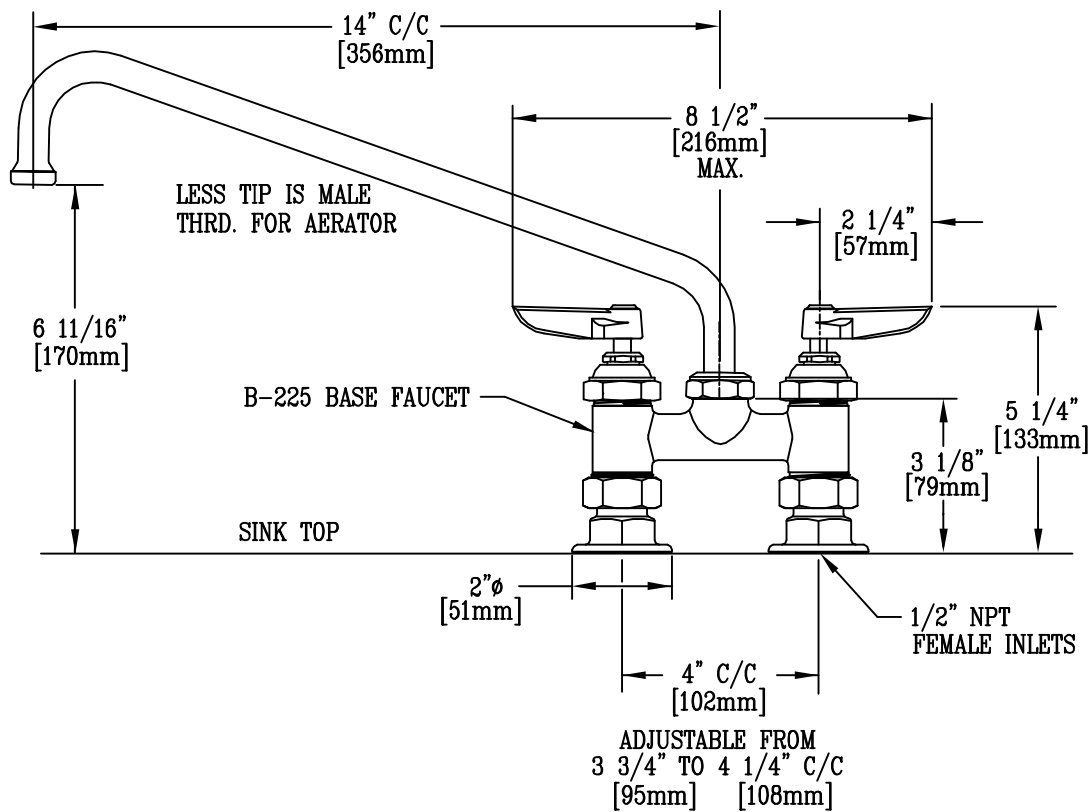 14" C/C
[356mm]
8 1/2"
[216mm]
MAX.
LESS TIP IS MALE
THRD. FOR AERATOR
2 1/4"
[57mm]
6 11/16"
[170mm]
B-225 BASE FAUCET
5 1/4"
[133mm]
3 1/8"
[79mm]
SINK TOP
2"ø
[51mm]
1/2" NPT
FEMALE INLETS
4" C/C
[102mm]
ADJUSTABLE FROM
3 3/4" TO 4 1/4" C/C
[95mm] [108mm]